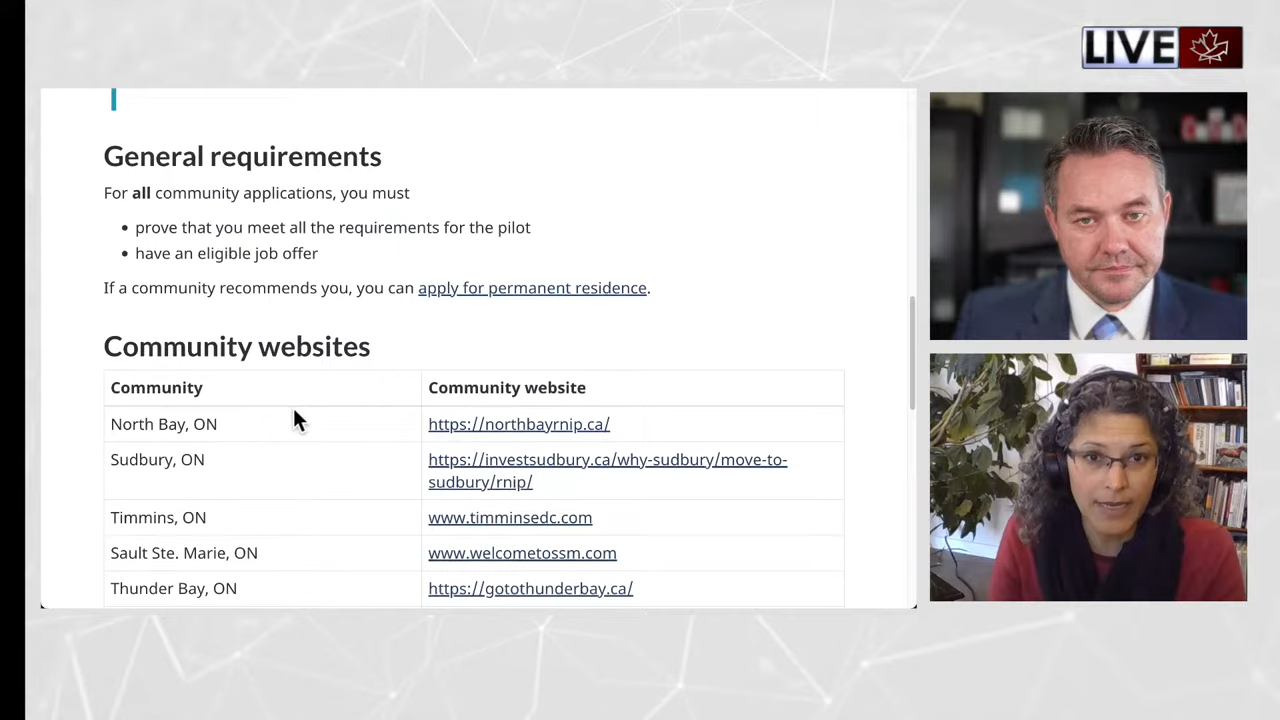 LIVE
General requirements
For all community applications, you must
prove that you meet all the requirements for the pilot
have an eligible job offer
If a community recommends you, you can apply for permanent residence.
Community websites
Community Community website
North Bay, ON https://northbayrnip.ca/
Sudbury, ON https://investsudbury.ca/why-sudbury/move-to-
sudbury/rnip/
Timmins, ON www.timminsedc.com
Sault Ste. Marie, ON www.welcometossm.com
Thunder Bay, ON https://gotothunderbay.ca/